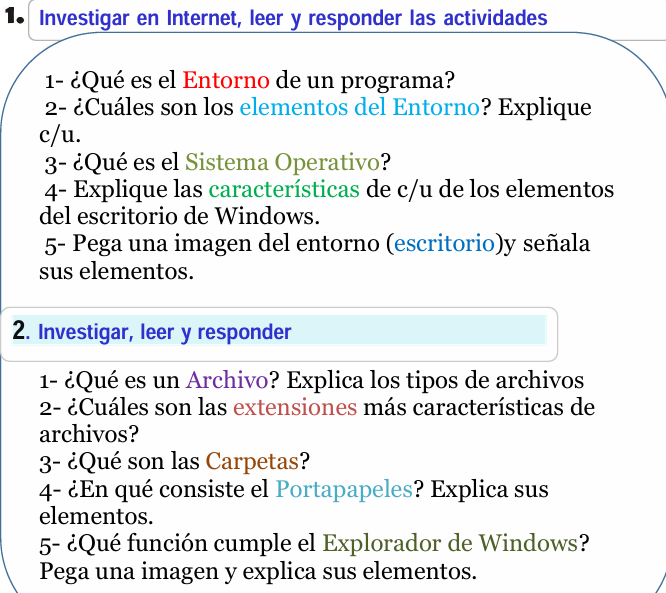 1. Investigar en Internet, leer y responder las actividades
1- ¿Qué es el Entorno de un programa?
2- ¿Cuáles son los elementos del Entorno? Explique
c/u.
3- ¿Qué es el Sistema Operativo?
4- Explique las características de c/u de los elementos
del escritorio de Windows.
5- Pega una imagen del entorno (escritorio)y señala
sus elementos.
2. Investigar, leer y responder
1- ¿Qué es un Archivo? Explica los tipos de archivos
2- ¿Cuáles son las extensiones más características de
archivos?
3- ¿Qué son las Carpetas?
4- ¿En qué consiste el Portapapeles? Explica sus
elementos.
5- ¿Qué función cumple el Explorador de Windows?
Pega una imagen y explica sus elementos.